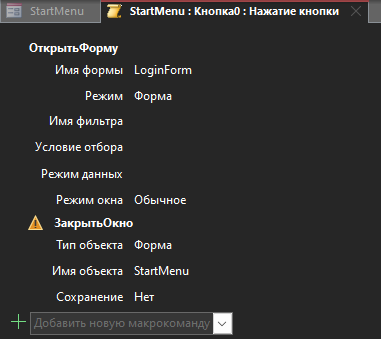 StartMenu
StartMenu : Кнопка0 : Нажатие кнопки
ОткрытьФорму
Имя формы LoginForm
Режим Форма
Имя фильтра
Условие отбора
Режим данных
Режим окна Обычное
ЗакрытьОкно
Тип объекта Форма
Имя объекта StartMenu
Сохранение Нет
Добавить новую макрокоманду